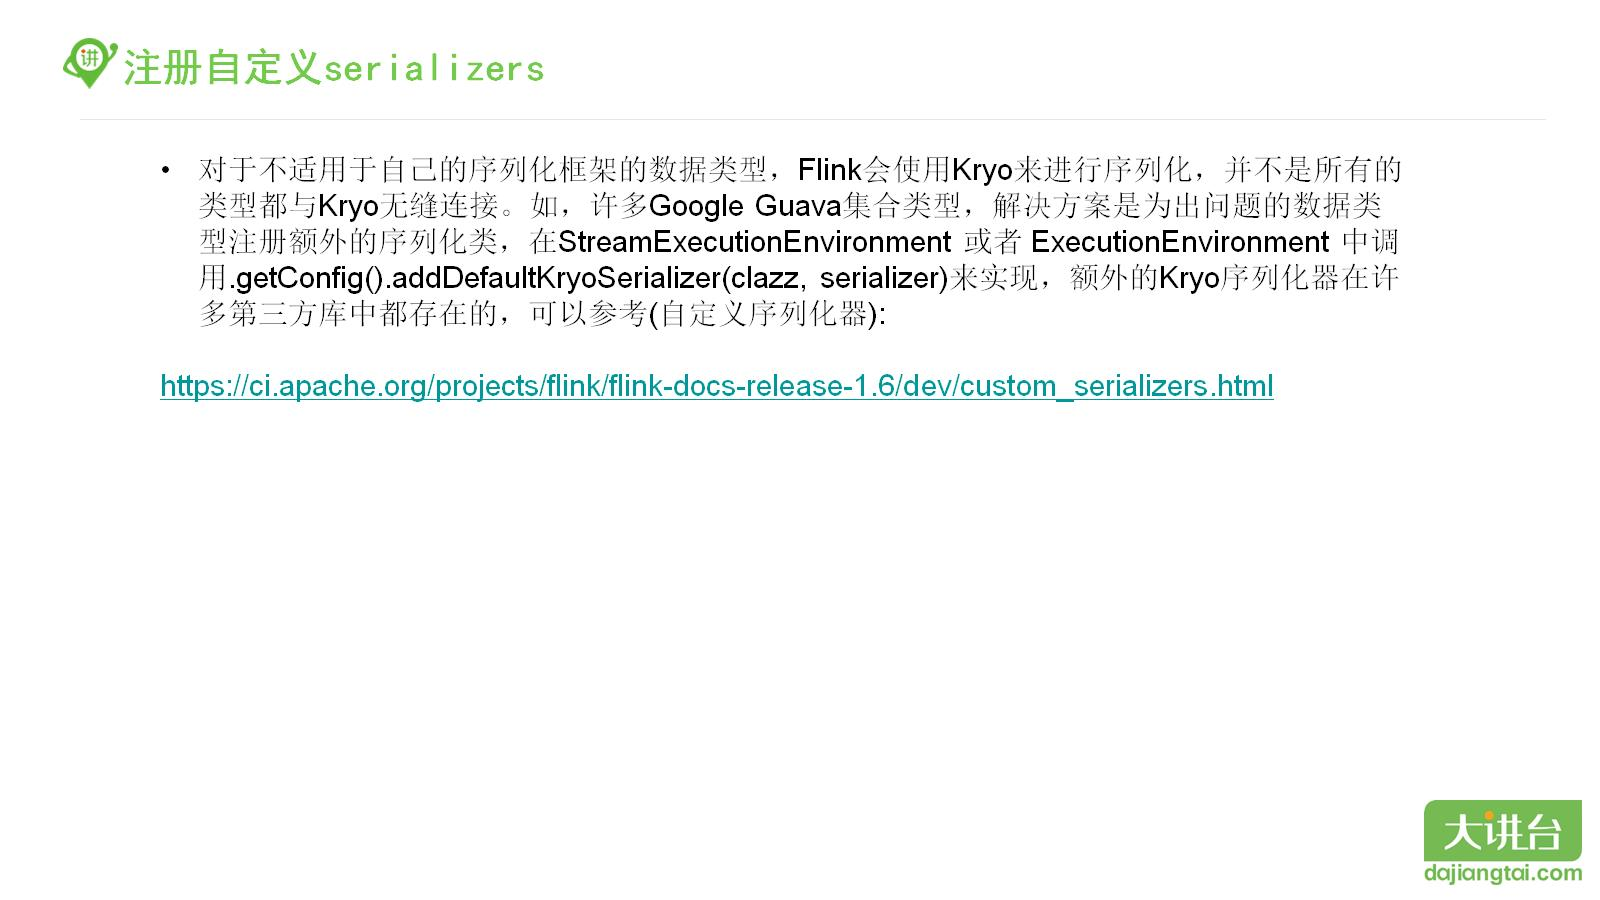 讲
注册自定义serializers
• 对于不适用于自己的序列化框架的数据类型，Flink会使用Kryo来进行序列化，并不是所有的
类型都与Kryo无缝连接。如，许多Google Guava集合类型，解决方案是为出问题的数据类
型注册额外的序列化类，在StreamExecutionEnvironment 或者 ExecutionEnvironment 中调
用.getConfig().addDefaultKryoSerializer(clazz, serializer)来实现，额外的Kryo序列化器在许
多第三方库中都存在的，可以参考(自定义序列化器):
https://ci.apache.org/projects/flink/flink-docs-release-1.6/dev/custom_serializers.html
大讲台
dajiangtai.com